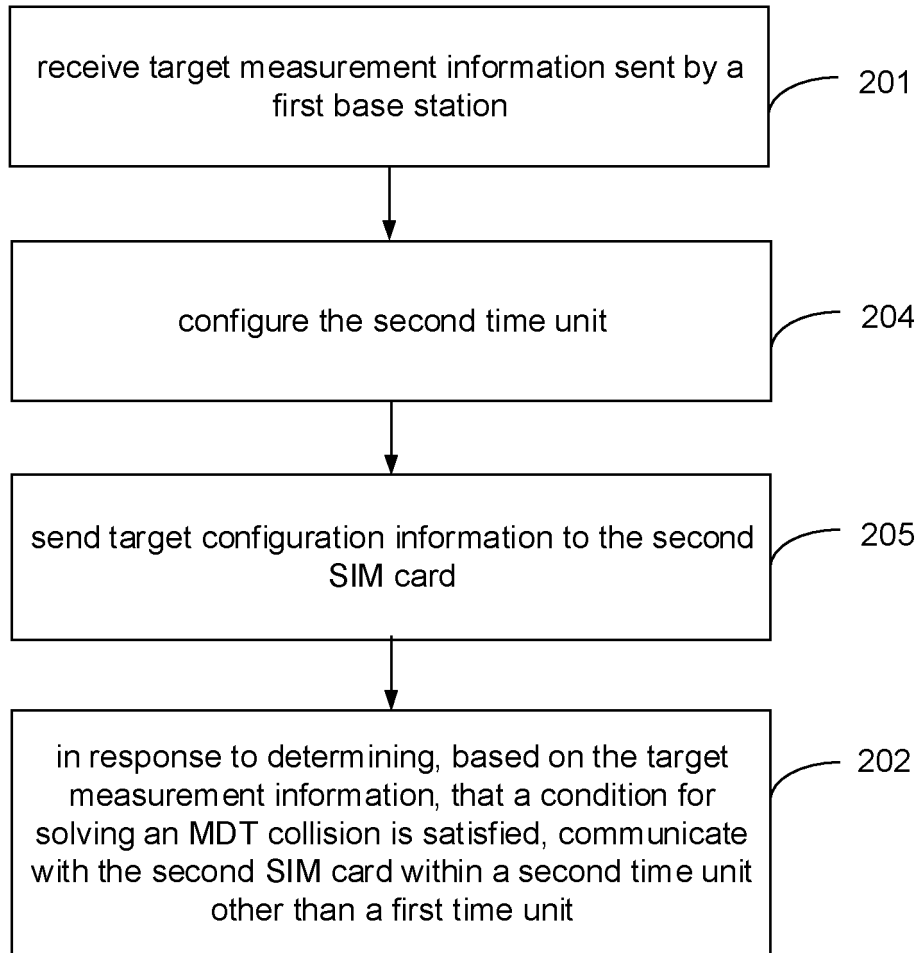 receive target measurement information sent by a
first base station
201
configure the second time unit
204
send target configuration information to the second
SIM card
205
in response to determining, based on the target
measurement information, that a condition for
solving an MDT collision is satisfied, communicate
with the second SIM card within a second time unit
other than a first time unit
202